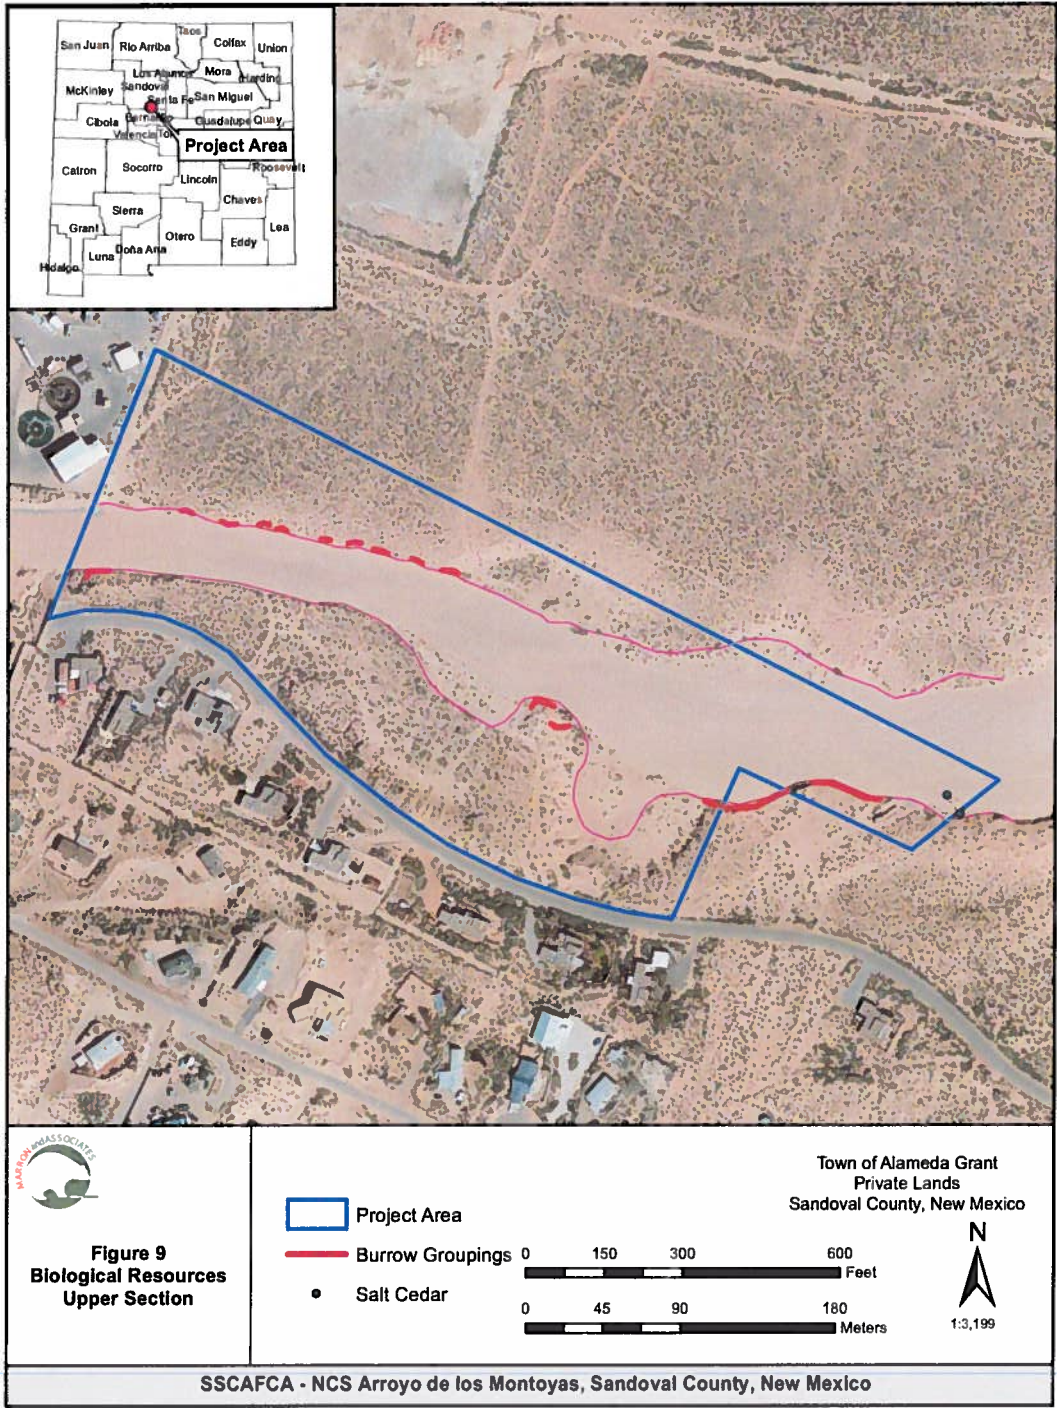 San Juan
Rio Arriba
Taos
Colfax
Union
Los Alamos
Mora
Harding
McKinley
Sandoval
Santa Fe
San Miguel
Cibola
Bernalillo
Guadalupe
Quay
Valencia
Project Area
Catron
Socorro
Lincoln
Roosevelt
Chaves
Sierra
Grant
Otero
Eddy
Lea
Luna
Doña Ana
Hidalgo
MARRON and ASSOCIATES
Figure 9
Biological Resources
Upper Section
Project Area
Burrow Groupings
Salt Cedar
0 150 300 600
Feet
0 45 90 180
Meters
Town of Alameda Grant
Private Lands
Sandoval County, New Mexico
N
1:3,199
SSCAFCA - NCS Arroyo de los Montoyas, Sandoval County, New Mexico